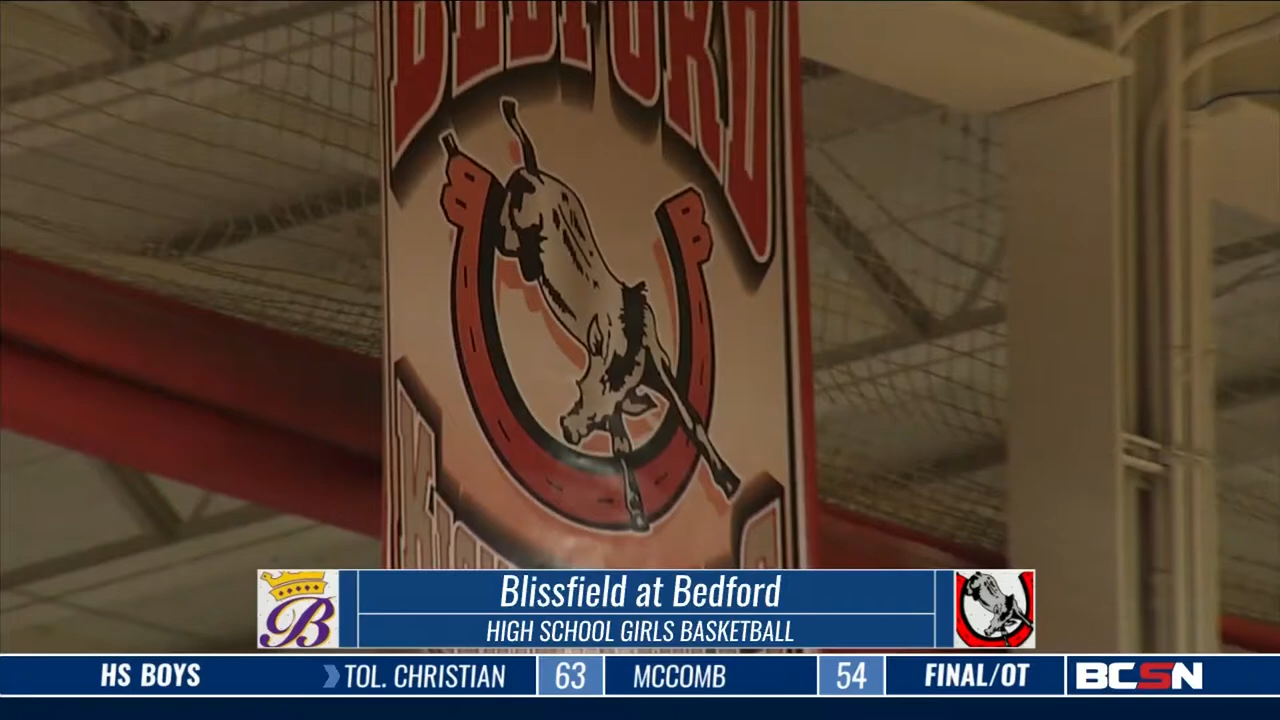 BEDFORD
B B
Blissfield at Bedford
HIGH SCHOOL GIRLS BASKETBALL
B
HS BOYS TOL. CHRISTIAN 63 MCCOMB 54 FINAL/OT BCSN